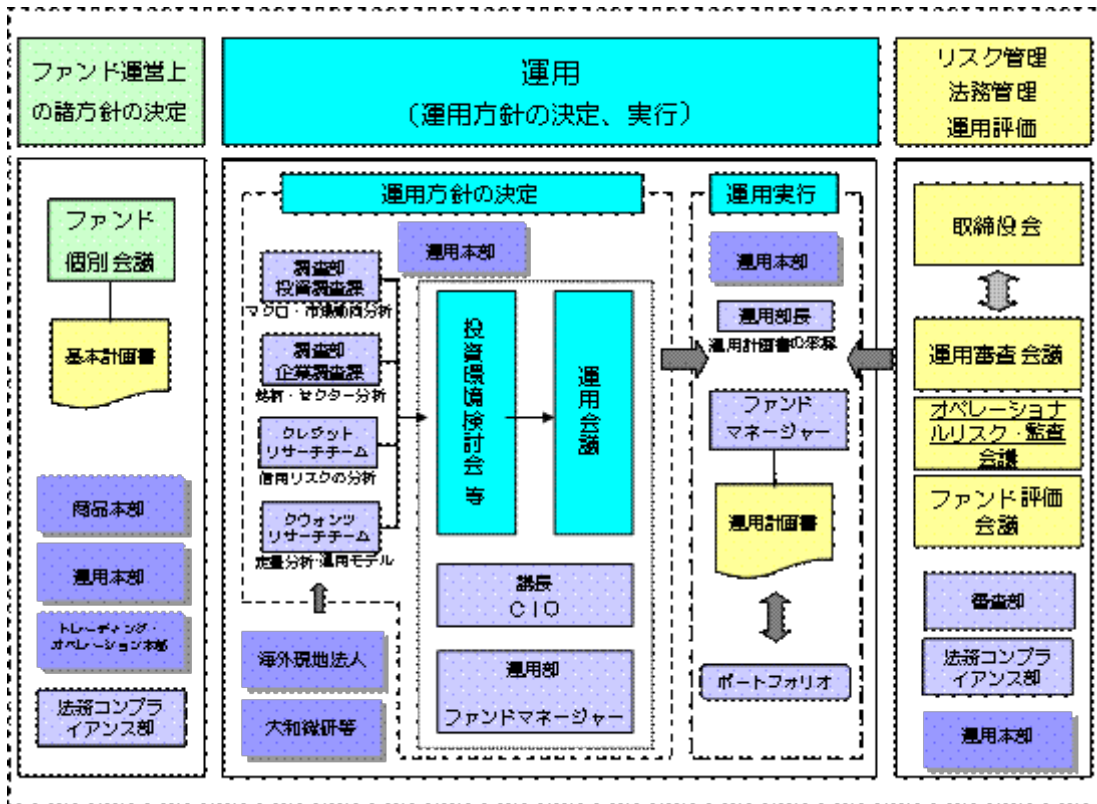 ファンド運営上
の諸方針の決定
運用
(運用方針の決定、実行)
リスク管理
法務管理
運用評価
ファンド
個別会議
基本計画書
商品本部
運用本部
トレーディング・
オペレーション本部
法務コンプラ
イアンス部
運用方針の決定
運用本部
調査部
投資調査課
マクロ・市場動向分析
調査部
企業調査課
銘柄・セクター分析
クレジット
リサーチチーム
信用リスクの分析
クウォンツ
リサーチチーム
定量分析・運用モデル
海外現地法人
大和総研等
投資環境検討会 等
運用会議
議長
CIO
運用部
ファンドマネージャー
運用実行
運用本部
運用部長
運用計画書の承認
ファンド
マネージャー
運用計画書
ポートフォリオ
取締役会
運用審査会議
オペレーショナ
ルリスク・監査
会議
ファンド評価
会議
審査部
法務コンプラ
イアンス部
運用本部